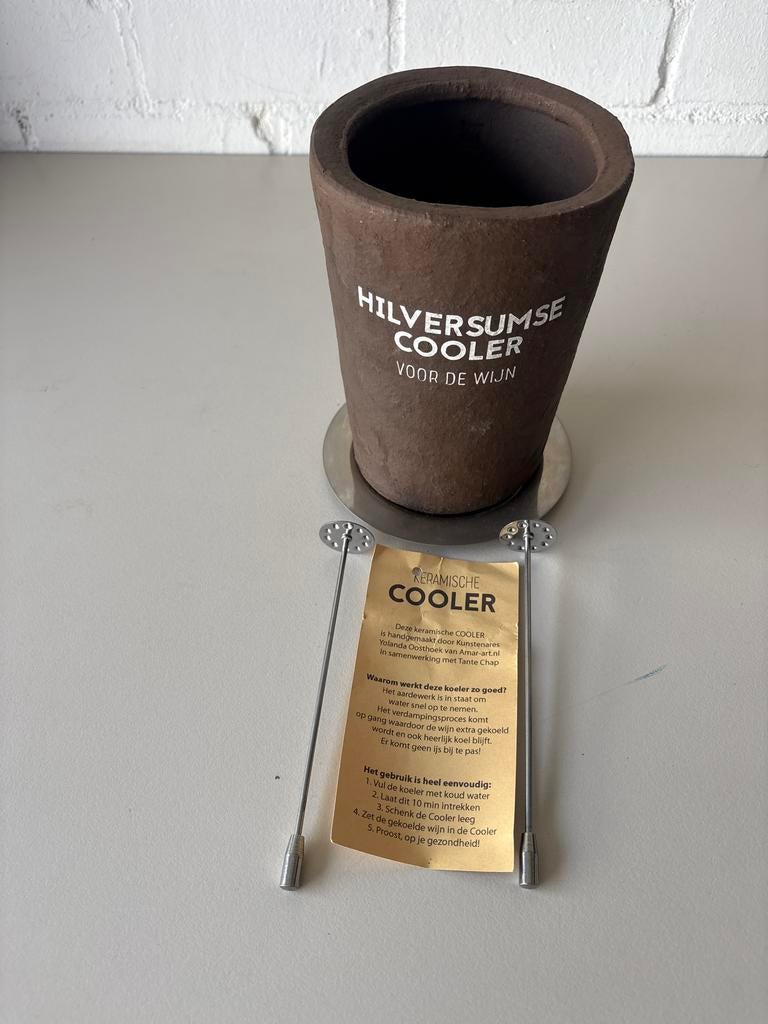 HILVERSUMSE
COOLER
VOOR DE WIJN
KERAMISCHE
COOLER
Deze keramische COOLER
is handgemaakt door Kunstenares
Yolanda Oosthoek van Amar-art.nl
in samenwerking met Tante Chap
Waarom werkt deze koeler zo goed?
Het aardewerk is in staat om
water snel op te nemen.
Het verdampingsproces komt
op gang waardoor de wijn extra gekoeld
wordt en ook heerlijk koel blijft.
Er komt geen ijs bij te pas!
Het gebruik is heel eenvoudig:
1. Vul de koeler met koud water
2. Laat dit 10 min intrekken
3. Schenk de Cooler leeg
4. Zet de gekoelde wijn in de Cooler
5. Proost, op je gezondheid!